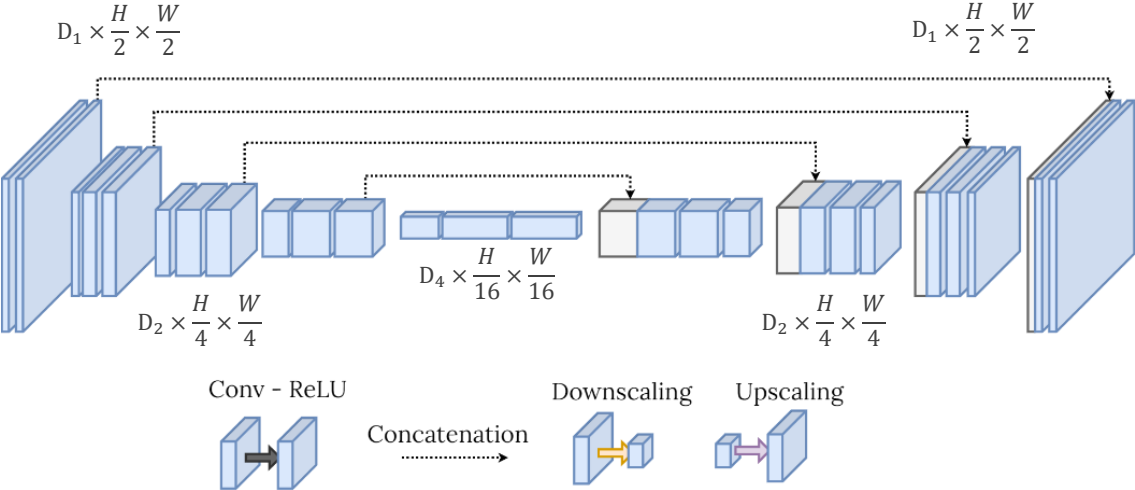 D₁ × H/2 × W/2
D₁ × H/2 × W/2
D₄ × H/16 × W/16
D₂ × H/4 × W/4
D₂ × H/4 × W/4
Conv - ReLU
Downscaling
Upscaling
Concatenation